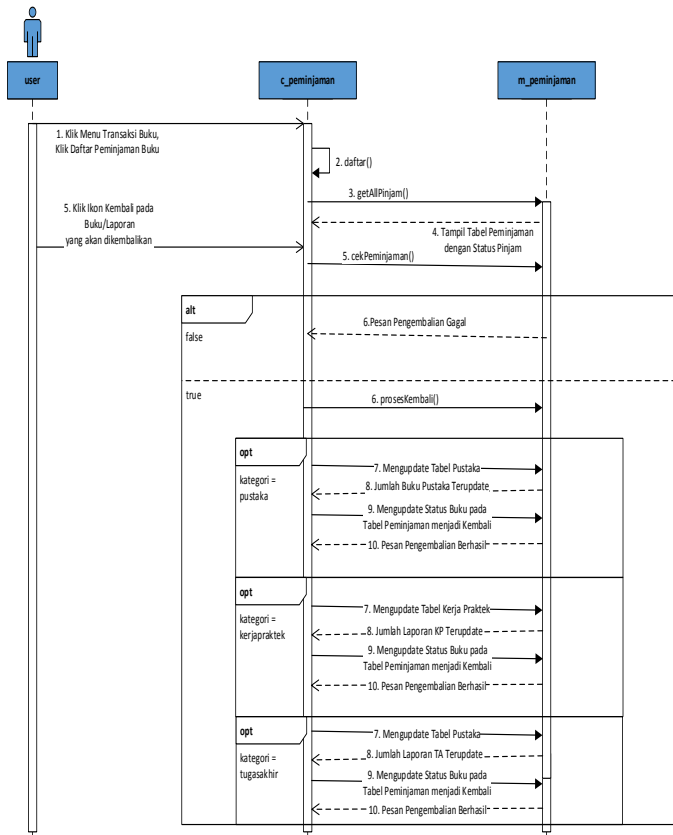 user
c_peminjaman
m_peminjaman
1. Klik Menu Transaksi Buku,
Klik Daftar Peminjaman Buku
2. daftar()
3. getAllPinjam()
5. Klik Ikon Kembali pada
Buku/Laporan
yang akan dikembalikan
4. Tampil Tabel Peminjaman
dengan Status Pinjam
5. cekPeminjaman()
alt
false
6.Pesan Pengembalian Gagal
true
6. prosesKembali()
opt
kategori =
pustaka
7. Mengupdate Tabel Pustaka
8. Jumlah Buku Pustaka Terupdate
9. Mengupdate Status Buku pada
Tabel Peminjaman menjadi Kembali
10. Pesan Pengembalian Berhasil
opt
kategori =
kerjapraktek
7. Mengupdate Tabel Kerja Praktek
8. Jumlah Laporan KP Terupdate
9. Mengupdate Status Buku pada
Tabel Peminjaman menjadi Kembali
10. Pesan Pengembalian Berhasil
opt
kategori =
tugasakhir
7. Mengupdate Tabel Pustaka
8. Jumlah Laporan TA Terupdate
9. Mengupdate Status Buku pada
Tabel Peminjaman menjadi Kembali
10. Pesan Pengembalian Berhasil